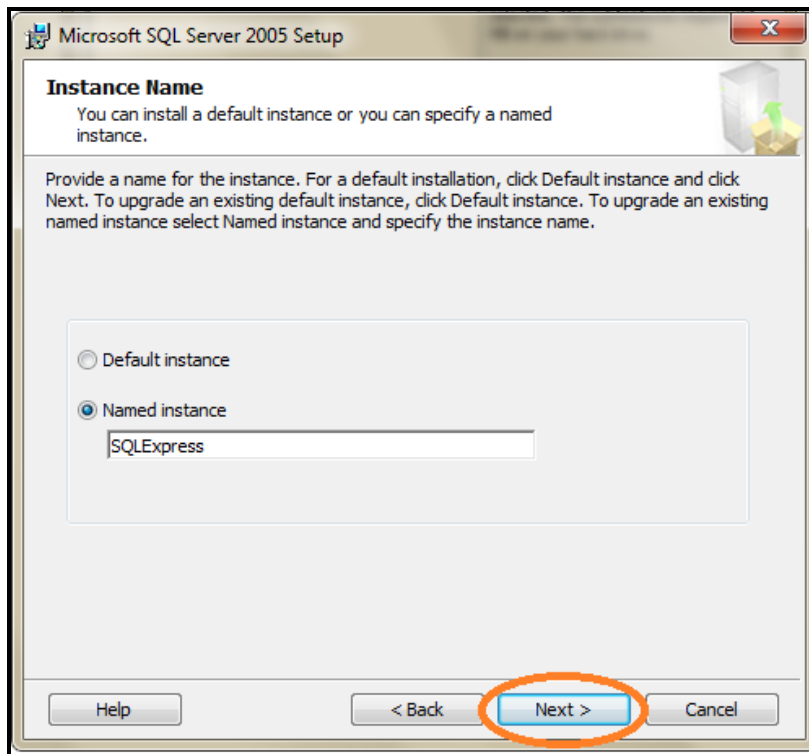 Microsoft SQL Server 2005 Setup
Instance Name
You can install a default instance or you can specify a named
instance.
Provide a name for the instance. For a default installation, click Default instance and click
Next. To upgrade an existing default instance, click Default instance. To upgrade an existing
named instance select Named instance and specify the instance name.
Default instance
Named instance
SQLExpress
Help
< Back
Next >
Cancel